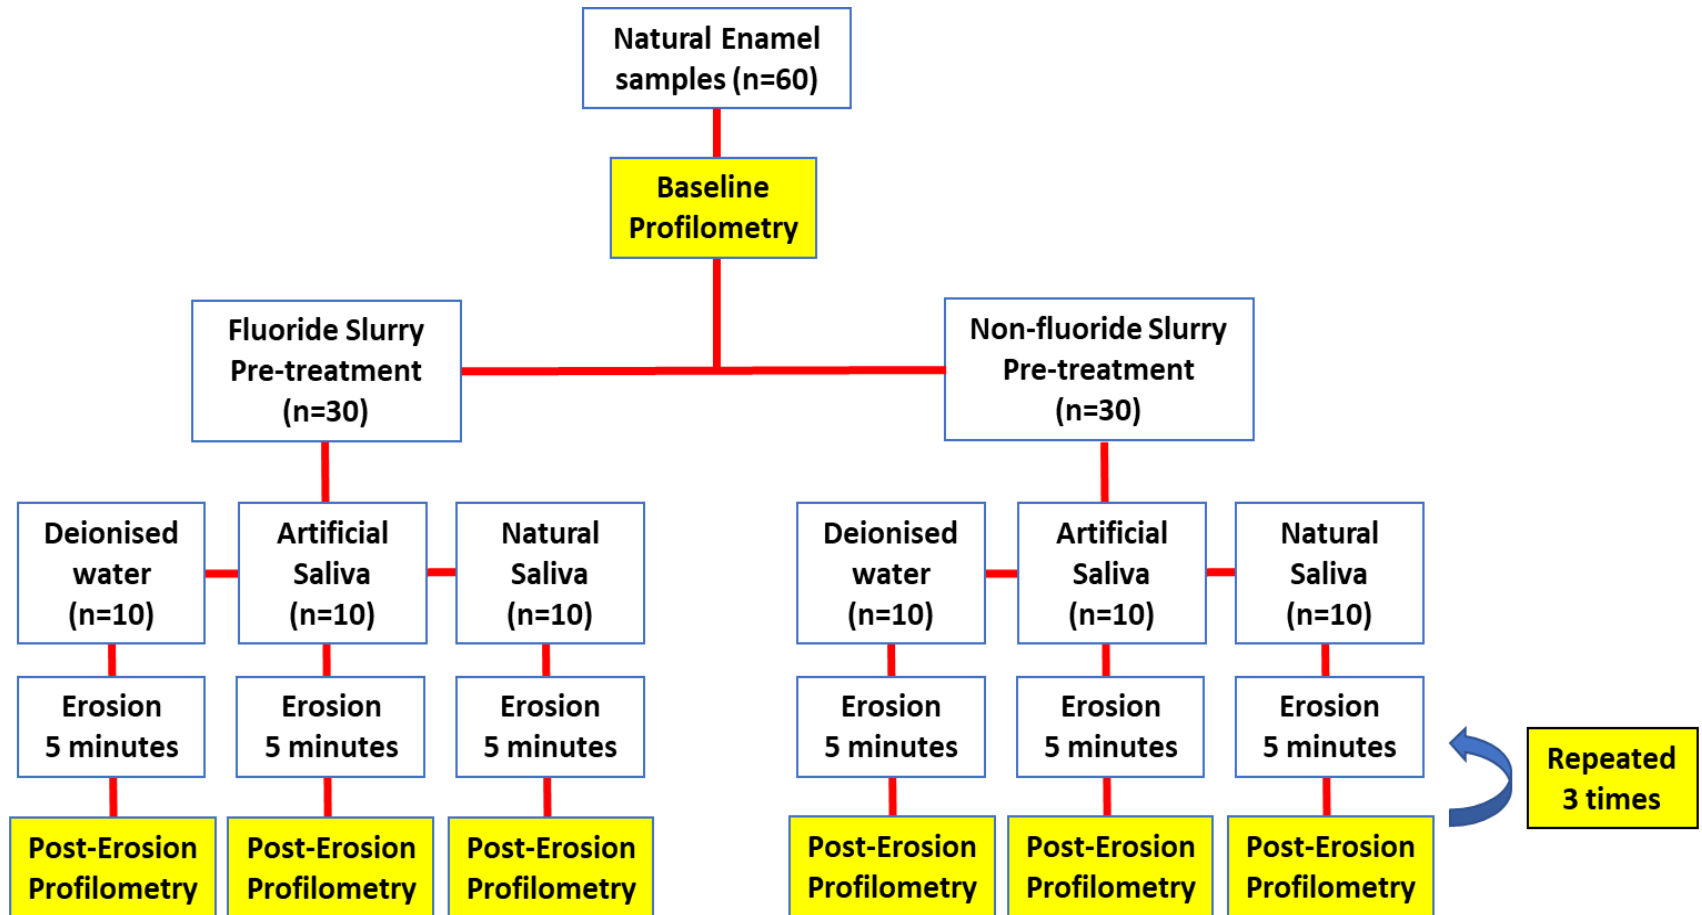 Natural Enamel
samples (n=60)
Baseline
Profilometry
Fluoride Slurry
Pre-treatment
(n=30)
Non-fluoride Slurry
Pre-treatment
(n=30)
Deionised
water
(n=10)
Artificial
Saliva
(n=10)
Natural
Saliva
(n=10)
Deionised
water
(n=10)
Artificial
Saliva
(n=10)
Natural
Saliva
(n=10)
Erosion
5 minutes
Erosion
5 minutes
Erosion
5 minutes
Erosion
5 minutes
Erosion
5 minutes
Erosion
5 minutes
Repeated
3 times
Post-Erosion
Profilometry
Post-Erosion
Profilometry
Post-Erosion
Profilometry
Post-Erosion
Profilometry
Post-Erosion
Profilometry
Post-Erosion
Profilometry